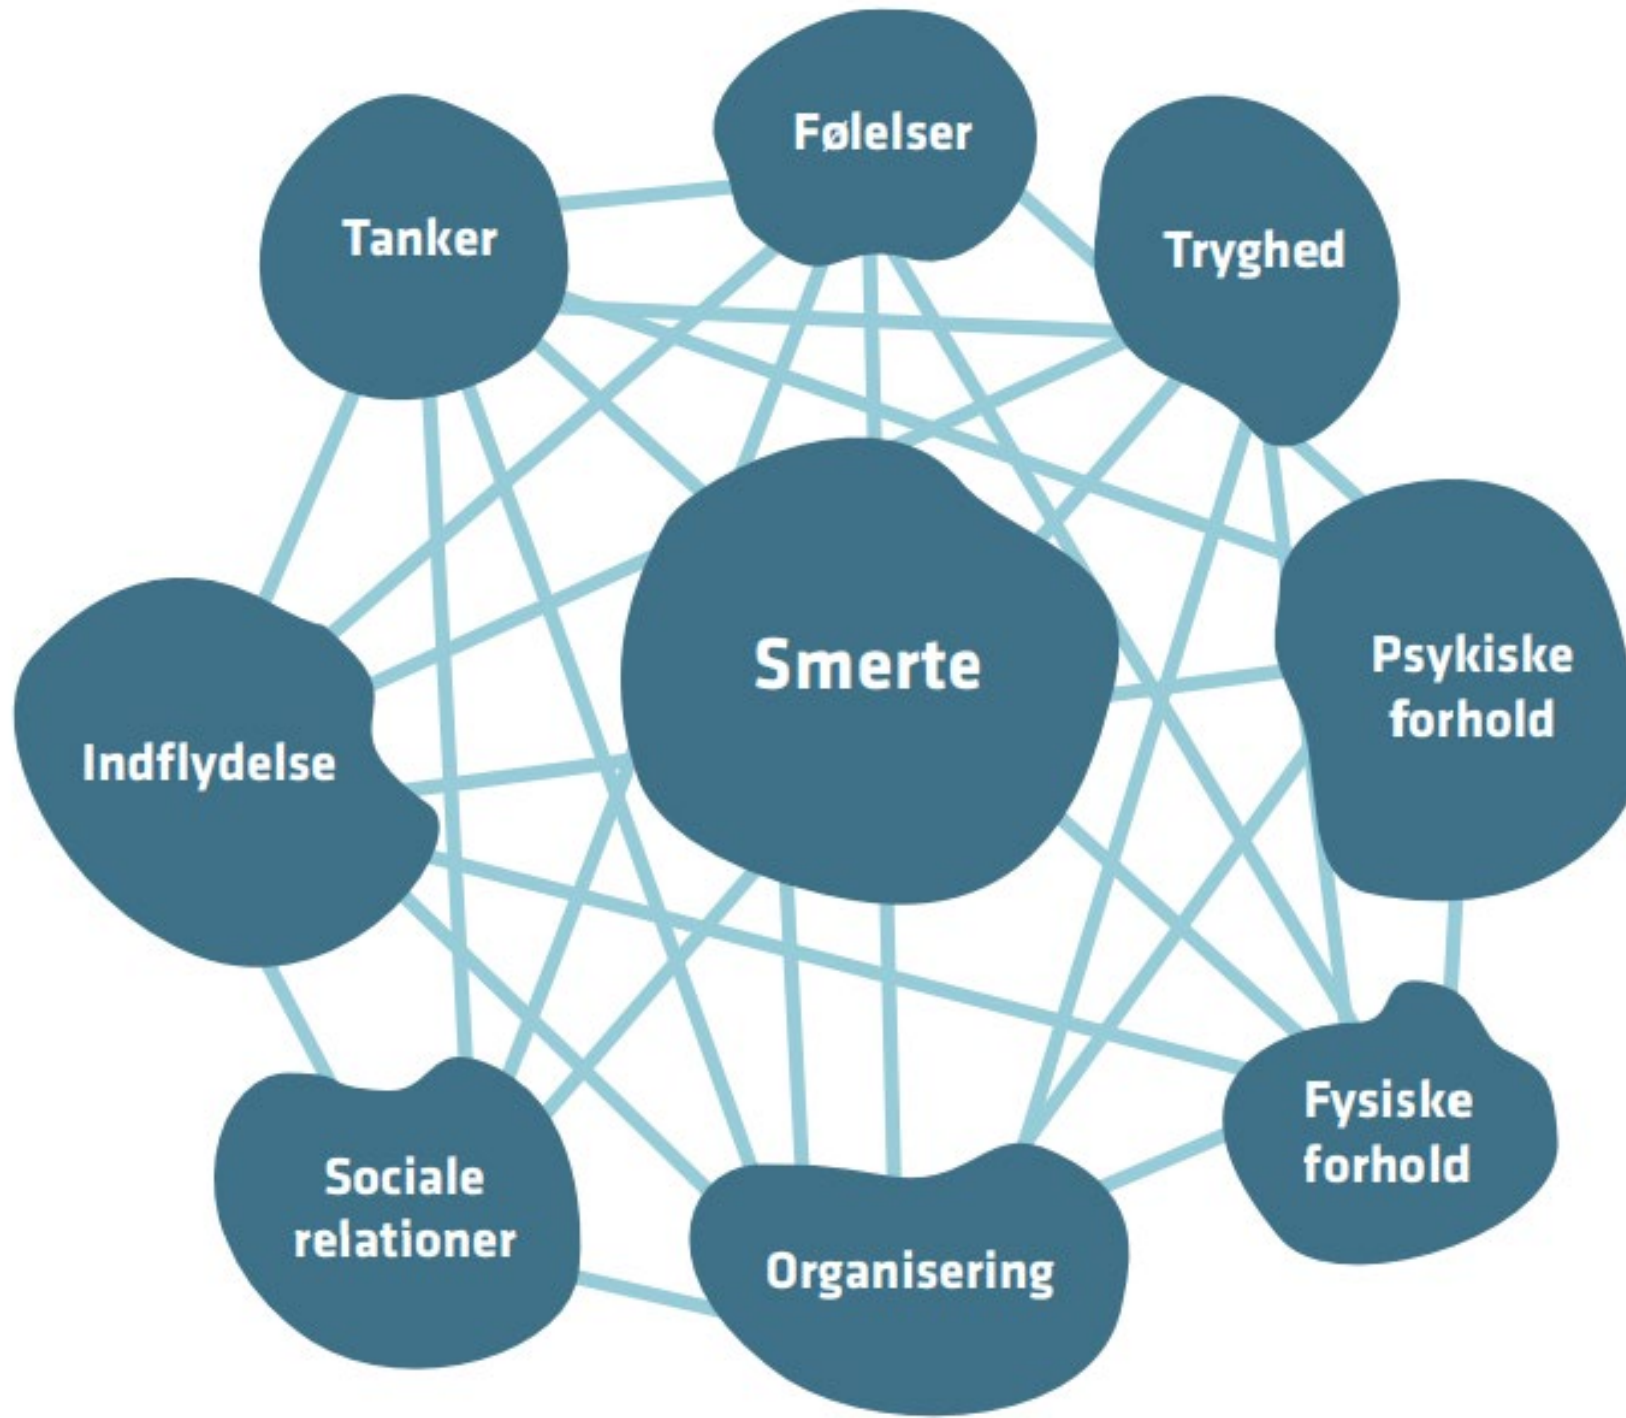 Følelser
Tanker
Tryghed
Smerte
Psykiske
forhold
Indflydelse
Fysiske
forhold
Sociale
relationer
Organisering